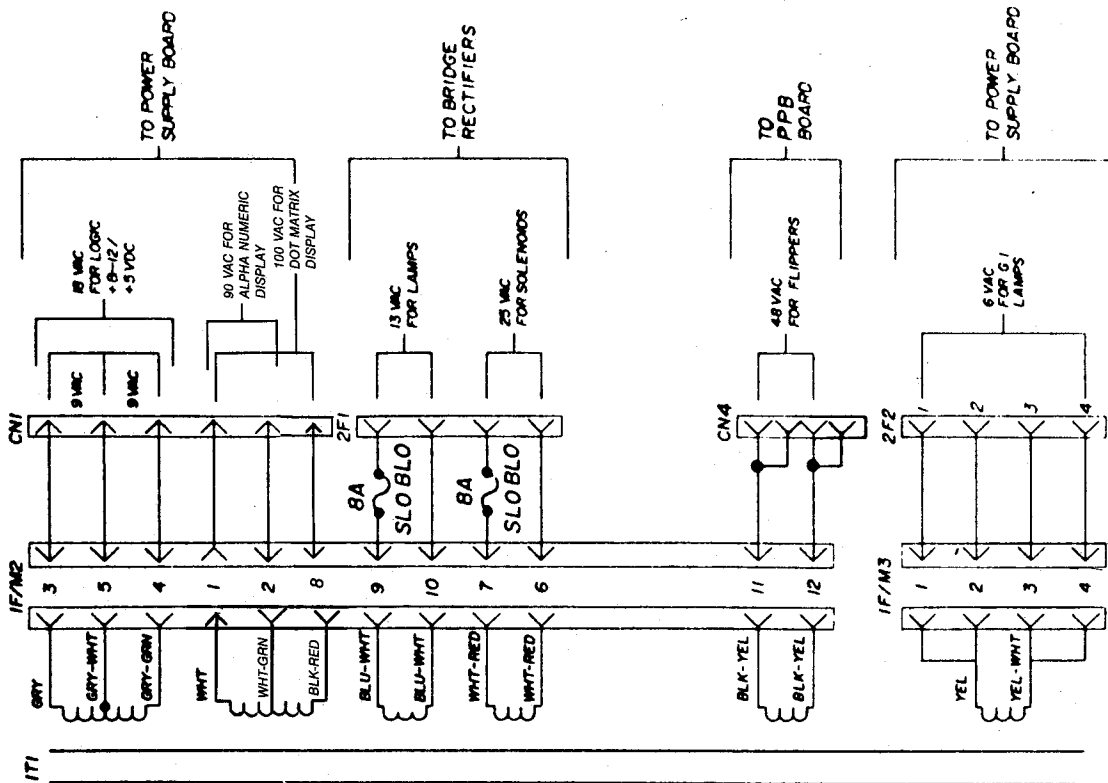 1T1
GRY
GRY-WHT
GRY-GRN
WHT
WHT-GRN
BLK-RED
BLU-WHT
BLU-WHT
WHT-RED
WHT-RED
BLK-YEL
BLK-YEL
YEL
YEL-WHT
1F/M2
3
5
4
1
2
8
9
10
7
6
11
12
1F/M3
1
2
3
4
8A
SLO BLO
8A
SLO BLO
CN1
2F1
CN4
2F2
1
2
3
4
9 VAC
9 VAC
18 VAC
FOR LOGIC
+ 8-12 /
+5 VDC
90 VAC FOR
ALPHA NUMERIC
DISPLAY
100 VAC FOR
DOT MATRIX
DISPLAY
13 VAC
FOR LAMPS
25 VAC
FOR SOLENOIDS
48 VAC
FOR FLIPPERS
6 VAC
FOR G I
LAMPS
TO POWER
SUPPLY BOARD
TO BRIDGE
RECTIFIERS
TO
PPB
BOARD
TO POWER
SUPPLY. BOARD